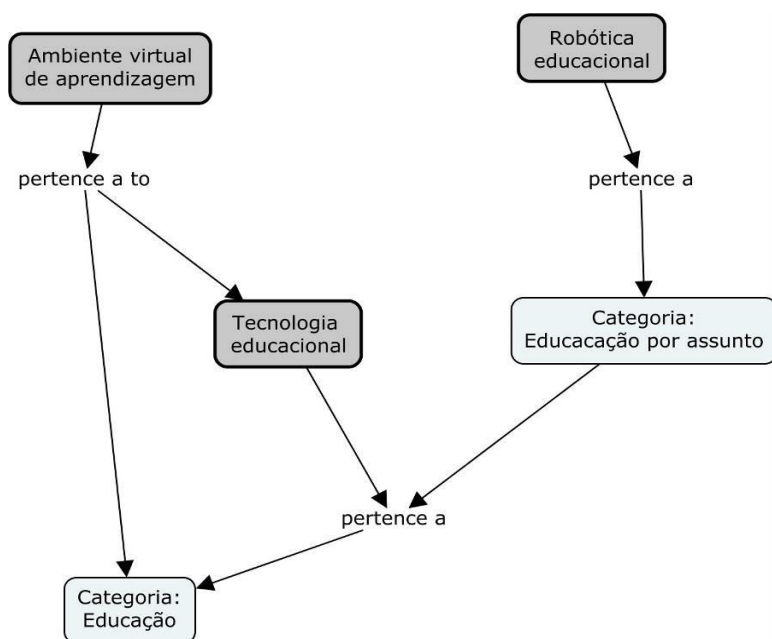 Ambiente virtual
de aprendizagem
Robótica
educacional
pertence a to
pertence a
Tecnologia
educacional
Categoria:
Educacação por assunto
pertence a
Categoria:
Educação